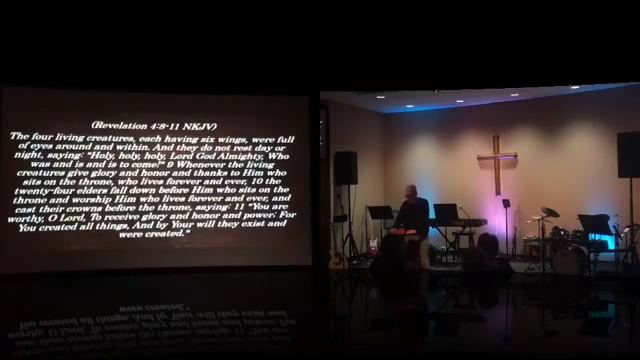 (Revelation 4:8-11 NKJV)
The four living creatures, each having six wings, were full
of eyes around and within. And they do not rest day or
night, saying: "Holy, holy, holy, Lord God Almighty, Who
was and is and is to come!" 9 Whenever the living
creatures give glory and honor and thanks to Him who
sits on the throne, who lives forever and ever, 10 the
twenty-four elders fall down before Him who sits on the
throne and worship Him who lives forever and ever, and
cast their crowns before the throne, saying: 11 "You are
worthy, O Lord, To receive glory and honor and power; For
You created all things, And by Your will they exist and
were created."